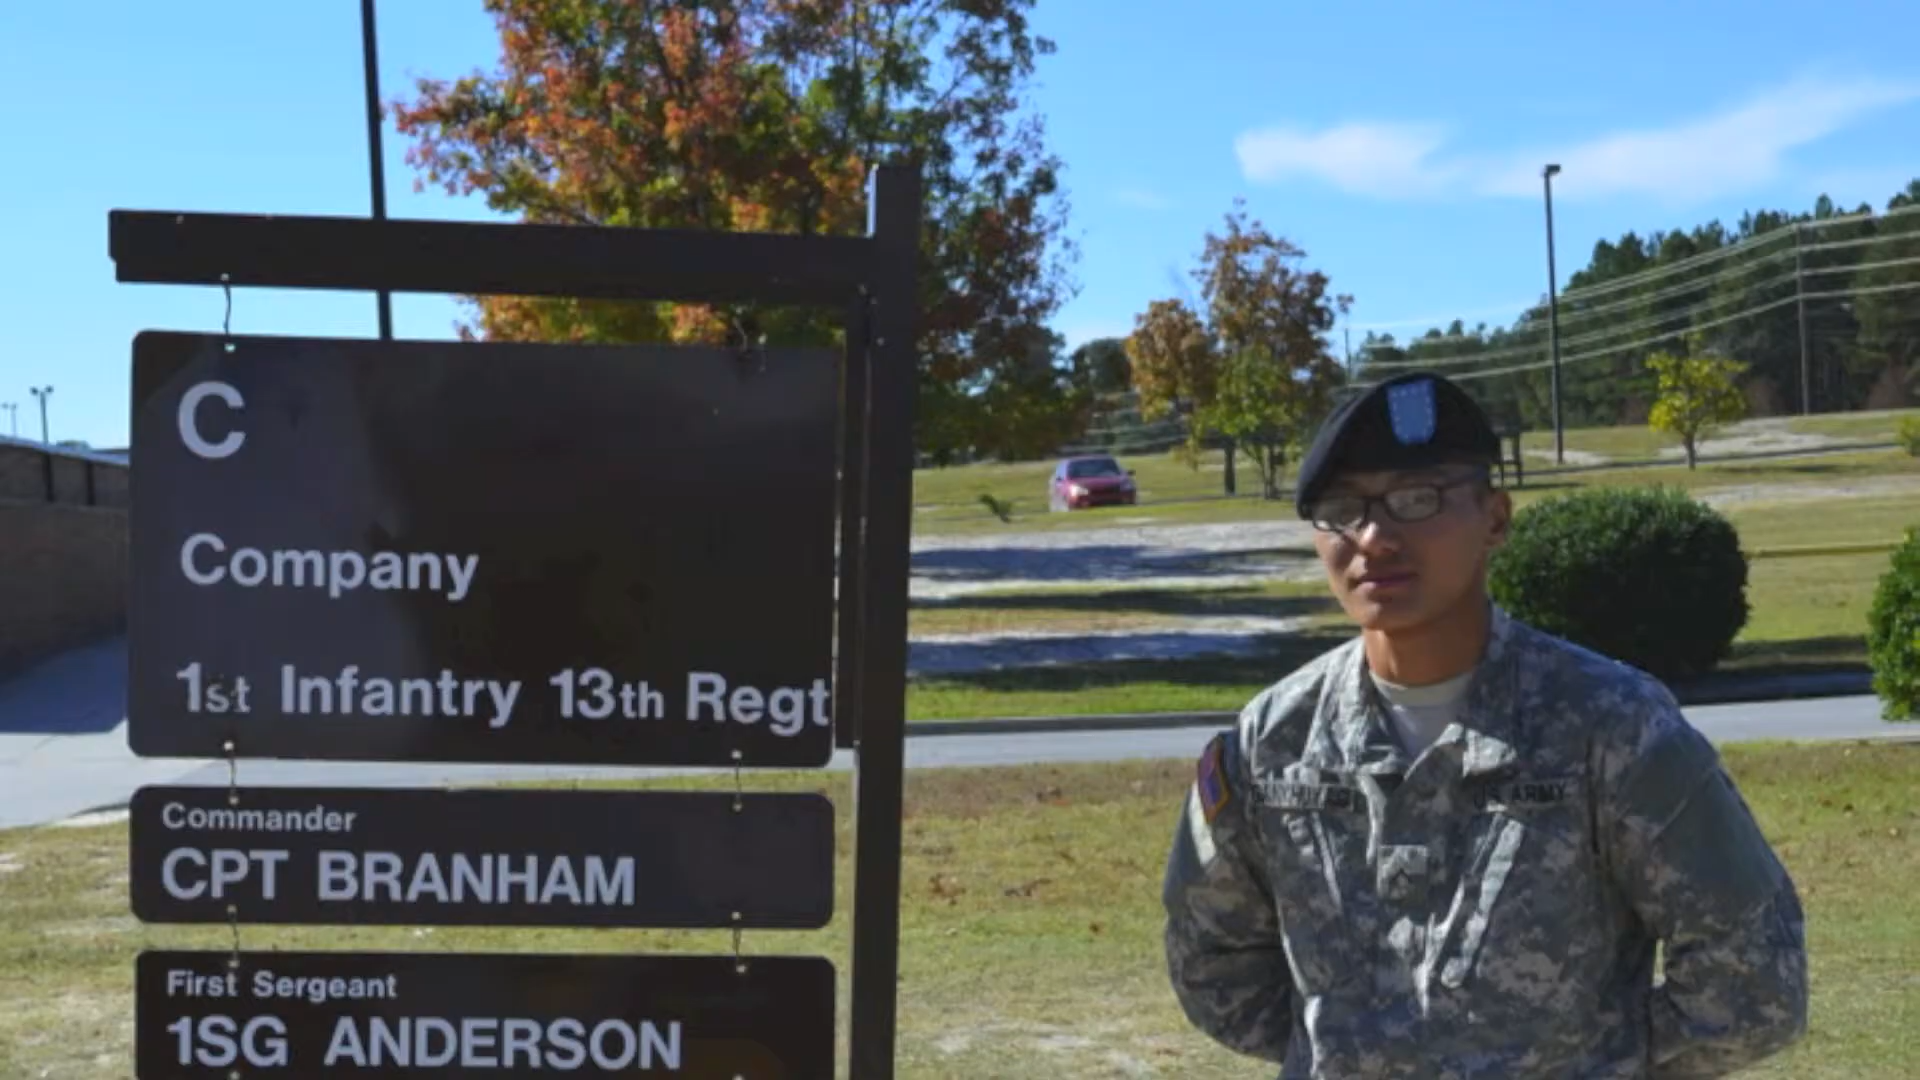 C
Company
1st Infantry 13th Regt
Commander
CPT BRANHAM
First Sergeant
1SG ANDERSON
U.S. ARMY